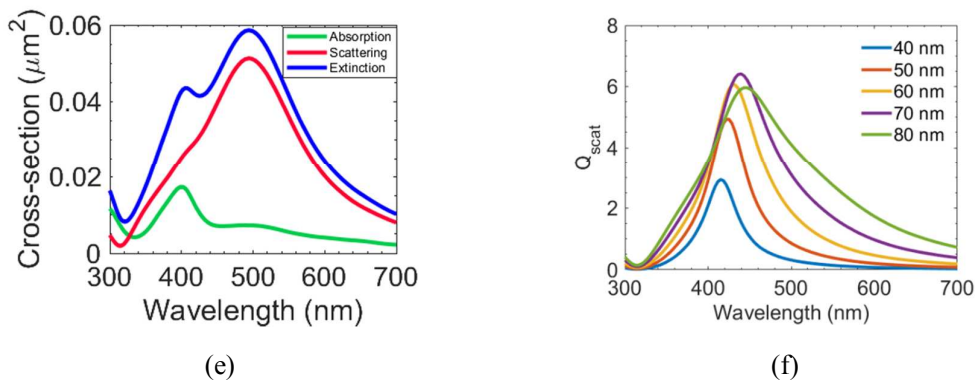 0.06
0.04
0.02
0
Cross-section (μm²)
Absorption
Scattering
Extinction
300 400 500 600 700
Wavelength (nm)
(e)
8
6
4
2
0
Q_scat
40 nm
50 nm
60 nm
70 nm
80 nm
300 400 500 600 700
Wavelength (nm)
(f)